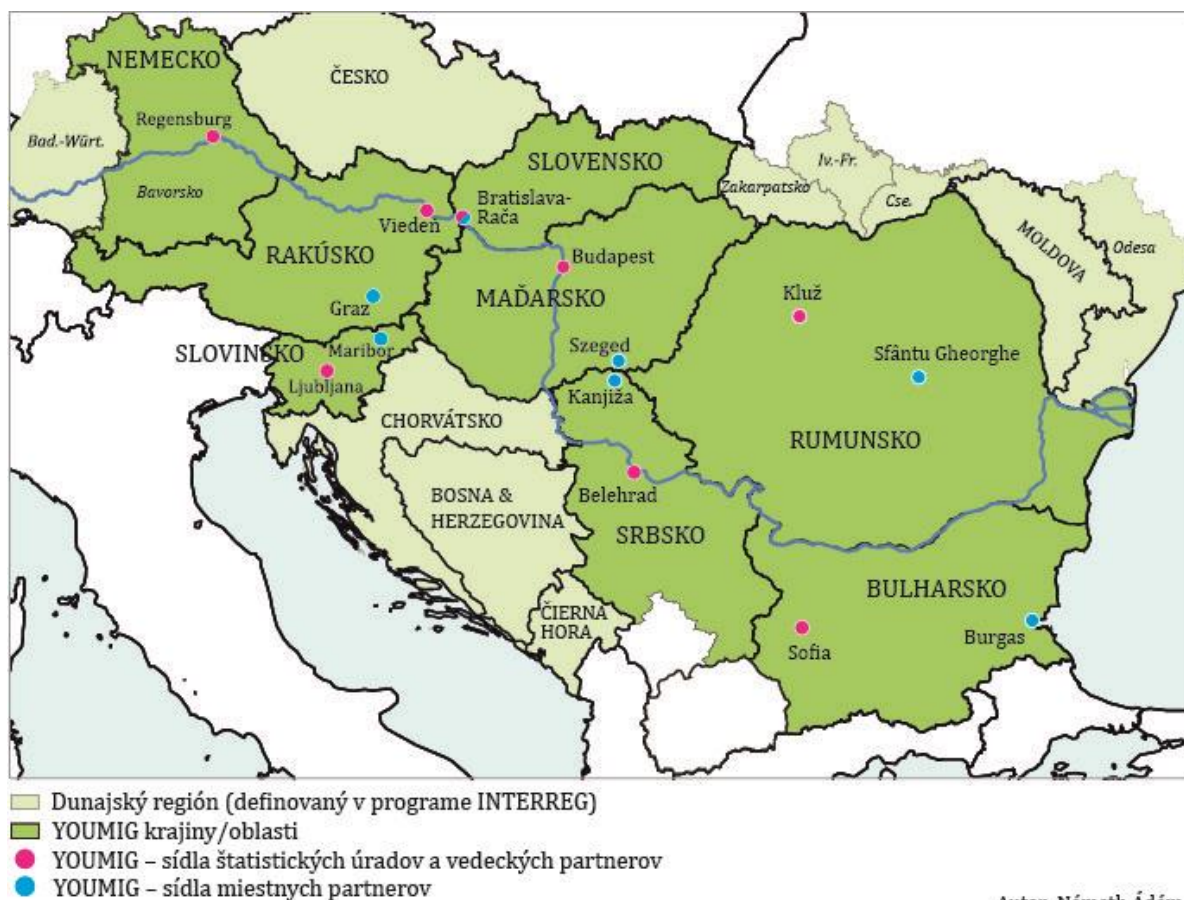 NEMECKO
ČESKO
Regensburg
Bad.-Würt.
Bavorsko
SLOVENSKO
Iv.-Fr.
Zakarpatsko
Cse.
MOLDOVA
Odesa
Viedeň
Bratislava-
Rača
RAKÚSKO
Budapest
MAĎARSKO
Graz
Kluž
SLOVINSKO
Maribor
Ljubljana
Szeged
Kanjiža
Sfântu Gheorghe
CHORVÁTSKO
RUMUNSKO
BOSNA &
HERZEGOVINA
Belehrad
SRBSKO
BULHARSKO
ČIERNA
HORA
Sofia
Burgas
Dunajský región (definovaný v programe INTERREG)
YOUMIG krajiny/oblasti
YOUMIG – sídla štatistických úradov a vedeckých partnerov
YOUMIG – sídla miestnych partnerov